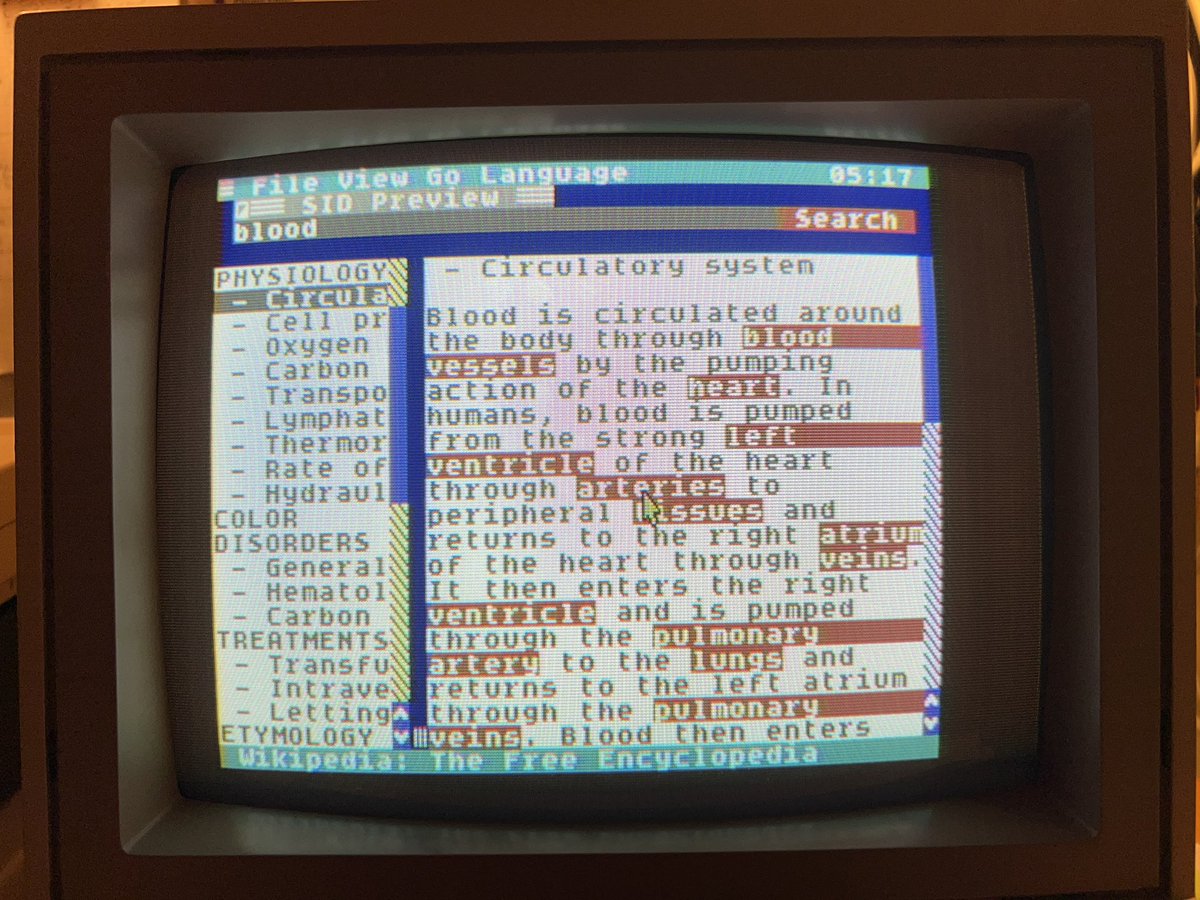 File View Go Language 05:17
SID Preview
blood Search
PHYSIOLOGY
- Circula
- Cell pr
- Oxygen
- Carbon
- Transpo
- Lymphat
- Thermor
- Rate of
- Hydraul
COLOR
DISORDERS
- General
- Hematol
- Carbon
TREATMENTS
- Transfu
- Intrave
- Letting
ETYMOLOGY
- Circulatory system
Blood is circulated around
the body through blood
vessels by the pumping
action of the heart. In
humans, blood is pumped
from the strong left
ventricle of the heart
through arteries to
peripheral tissues and
returns to the right atrium
of the heart through veins.
It then enters the right
ventricle and is pumped
through the pulmonary
artery to the lungs and
returns to the left atrium
through the pulmonary
veins. Blood then enters
Wikipedia: The Free Encyclopedia